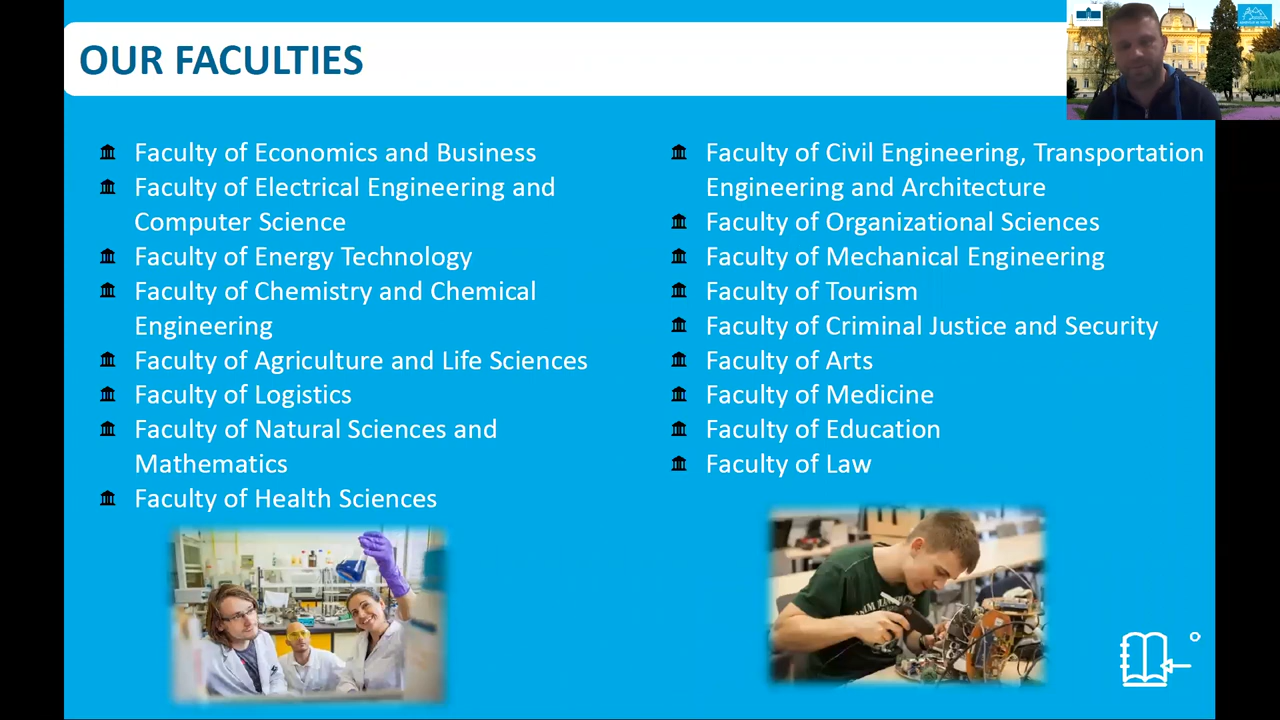 OUR FACULTIES
Faculty of Economics and Business
Faculty of Electrical Engineering and
Computer Science
Faculty of Energy Technology
Faculty of Chemistry and Chemical
Engineering
Faculty of Agriculture and Life Sciences
Faculty of Logistics
Faculty of Natural Sciences and
Mathematics
Faculty of Health Sciences
Faculty of Civil Engineering, Transportation
Engineering and Architecture
Faculty of Organizational Sciences
Faculty of Mechanical Engineering
Faculty of Tourism
Faculty of Criminal Justice and Security
Faculty of Arts
Faculty of Medicine
Faculty of Education
Faculty of Law